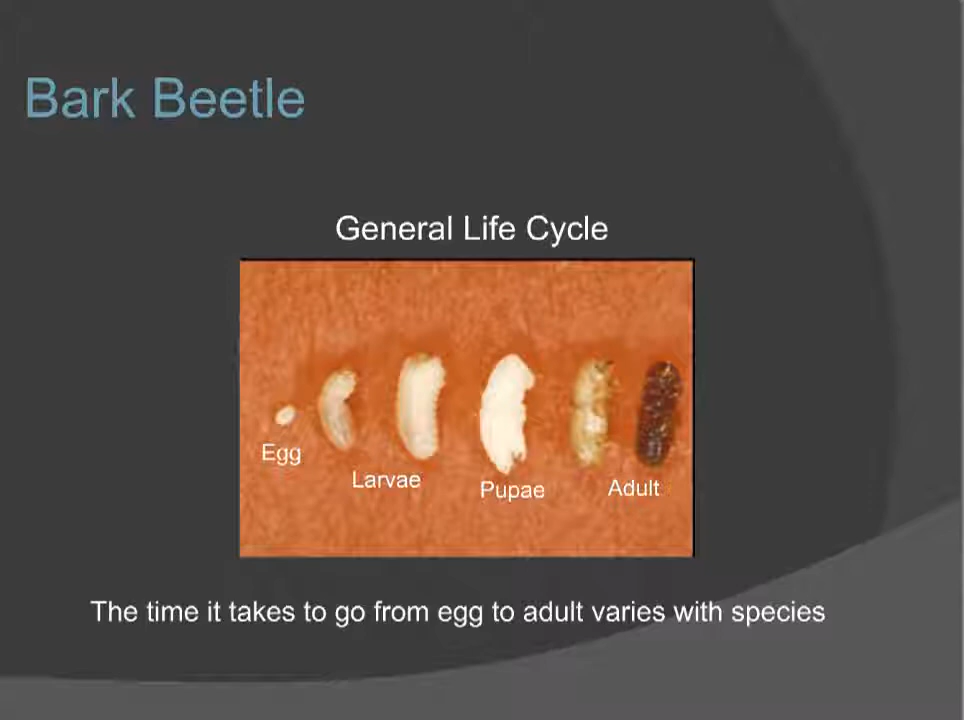 Bark Beetle
General Life Cycle
Egg
Larvae
Pupae
Adult
The time it takes to go from egg to adult varies with species